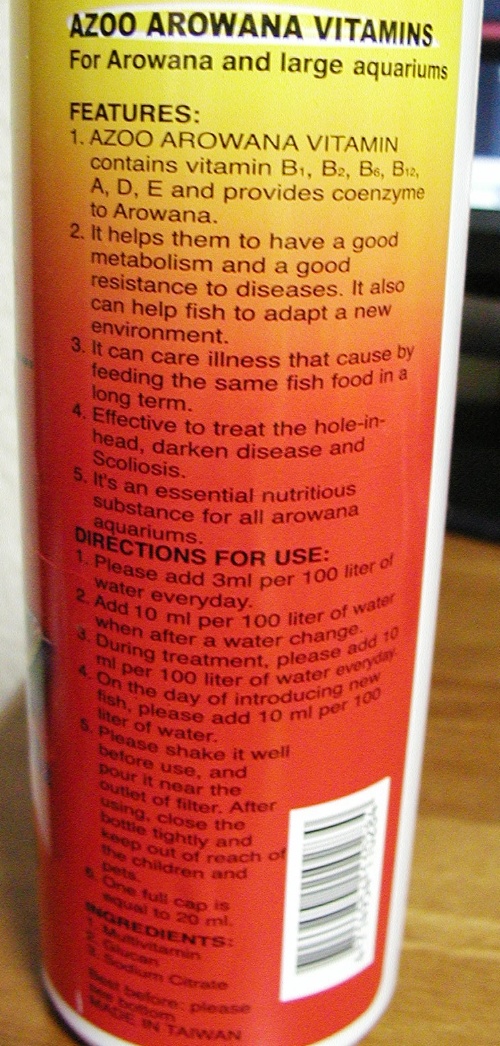 AZOO AROWANA VITAMINS
For Arowana and large aquariums
FEATURES:
1. AZOO AROWANA VITAMIN
contains vitamin B₁, B₂, B₆, B₁₂,
A, D, E and provides coenzyme
to Arowana.
2. It helps them to have a good
metabolism and a good
resistance to diseases. It also
can help fish to adapt a new
environment.
3. It can care illness that cause by
feeding the same fish food in a
long term.
4. Effective to treat the hole-in-
head, darken disease and
Scoliosis.
5. It's an essential nutritious
substance for all arowana
aquariums.
DIRECTIONS FOR USE:
1. Please add 3ml per 100 liter of
water everyday.
2. Add 10 ml per 100 liter of water
when after a water change.
3. During treatment, please add 10
ml per 100 liter of water everyday.
4. On the day of introducing new
fish, please add 10 ml per 100
liter of water.
5. Please shake it well
before use, and
pour it near the
outlet of filter. After
using, close the
bottle tightly and
keep out of reach of
the children and
pets.
6. One full cap is
equal to 20 ml.
INGREDIENTS:
1. Multivitamin
2. Glucan
3. Sodium Citrate
Best before: please
see bottom
MADE IN TAIWAN